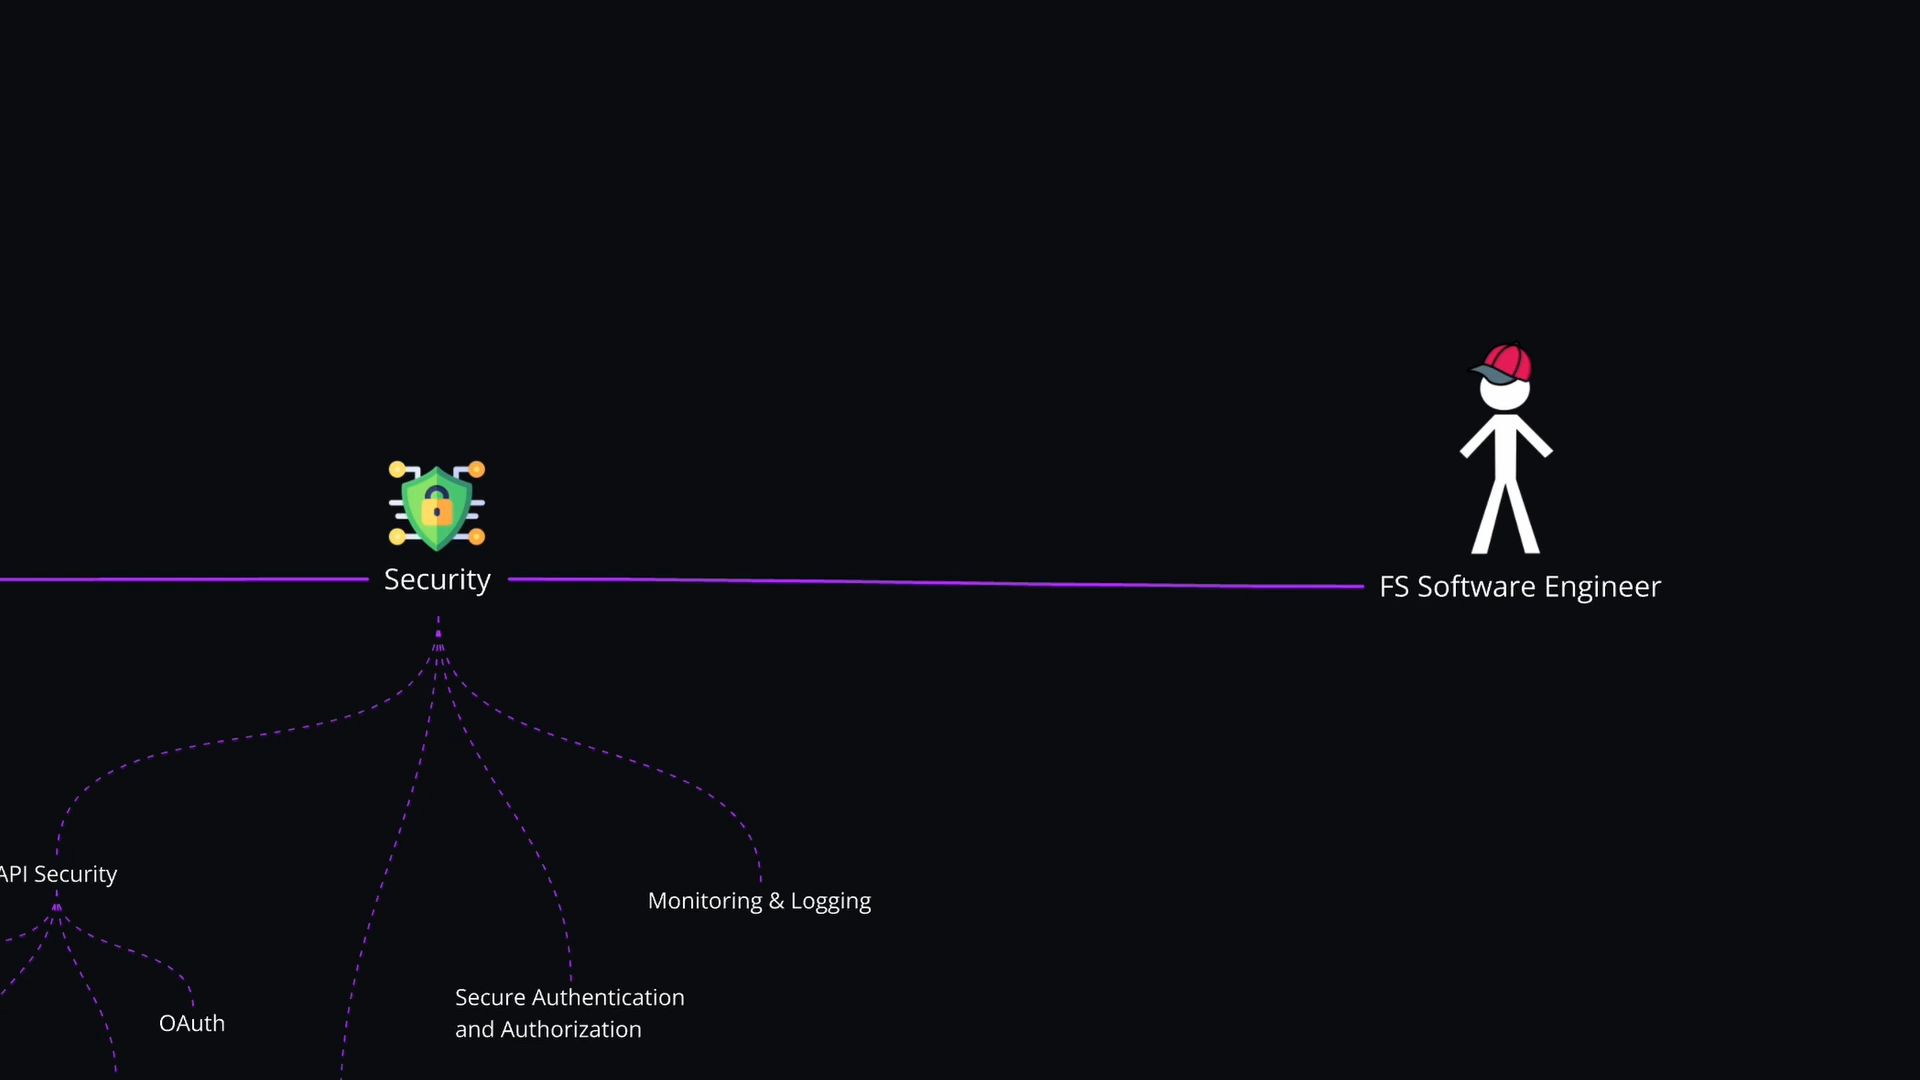 Security
FS Software Engineer
API Security
Monitoring & Logging
Secure Authentication
and Authorization
OAuth